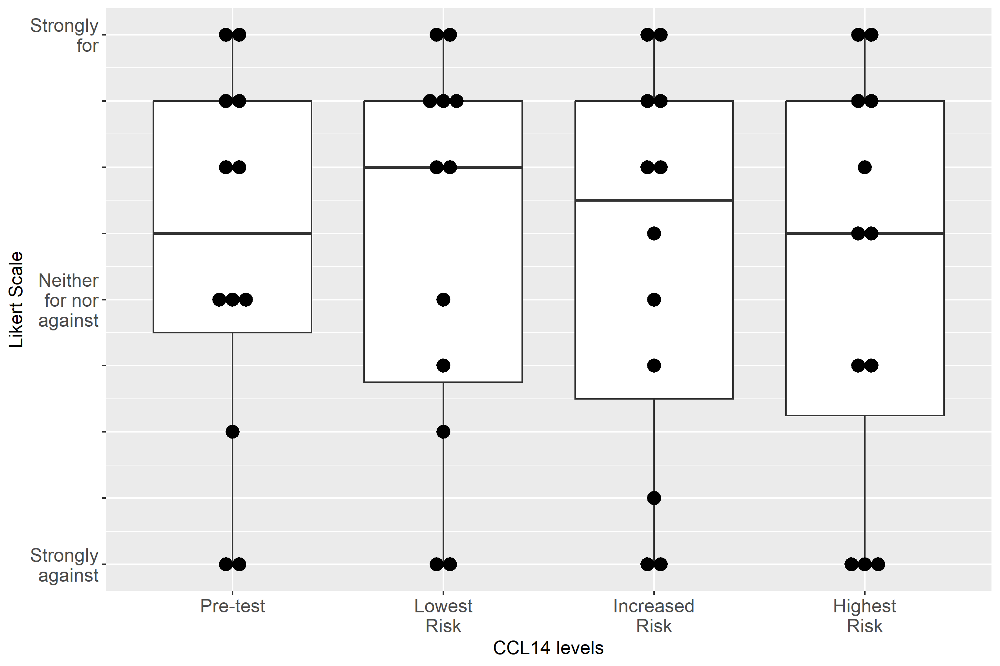 Strongly
for
Neither
for nor
against
Strongly
against
Likert Scale
Pre-test
Lowest
Risk
Increased
Risk
Highest
Risk
CCL14 levels